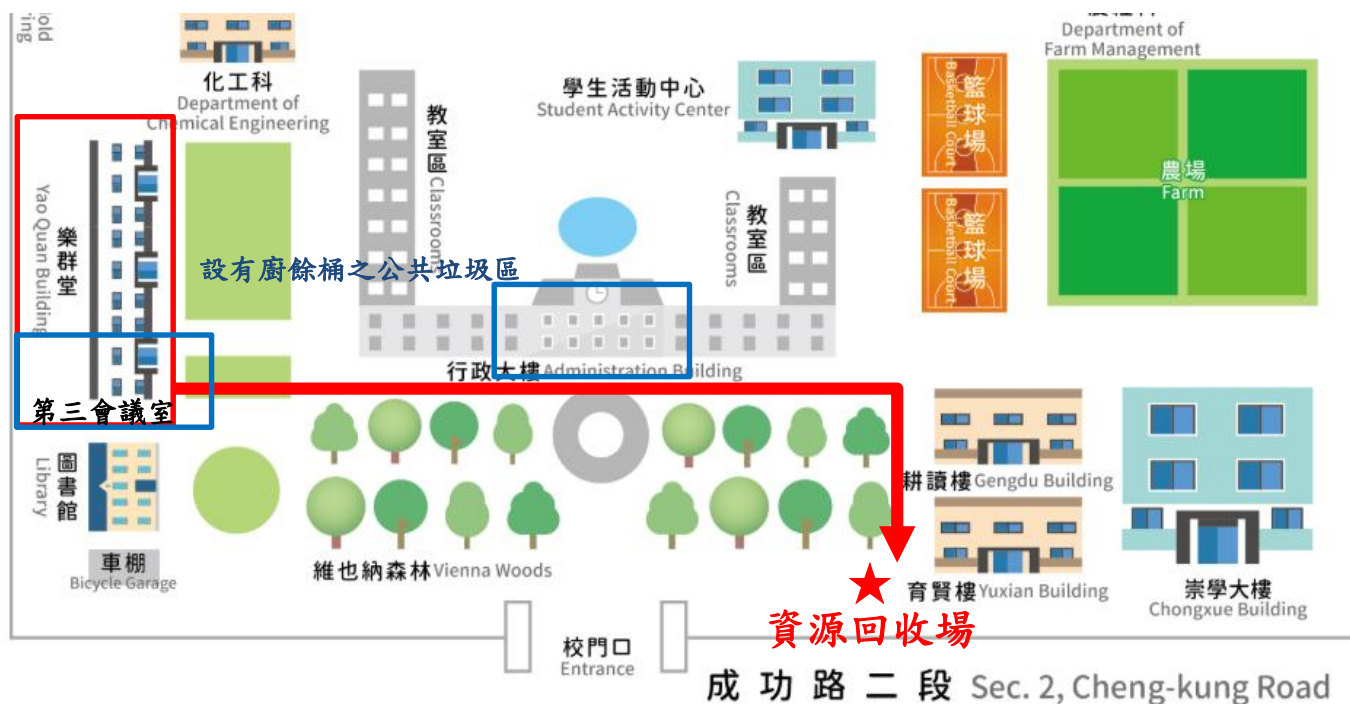 old
ring
化工科
Department of
Chemical Engineering
教室區
Classrooms
學生活動中心
Student Activity Center
籃球場
Basketball Court
Department of
Farm Management
農場
Farm
樂群堂
Yao Quan Building
設有廚餘桶之公共垃圾區
教室區
Classrooms
籃球場
Basketball Court
行政大樓 Administration Building
第三會議室
圖書館
Library
耕讀樓 Gengdu Building
車棚
Bicycle Garage
維也納森林 Vienna Woods
育賢樓 Yuxian Building
崇學大樓
Chongxue Building
資源回收場
校門口
Entrance
成功路二段 Sec. 2, Cheng-kung Road